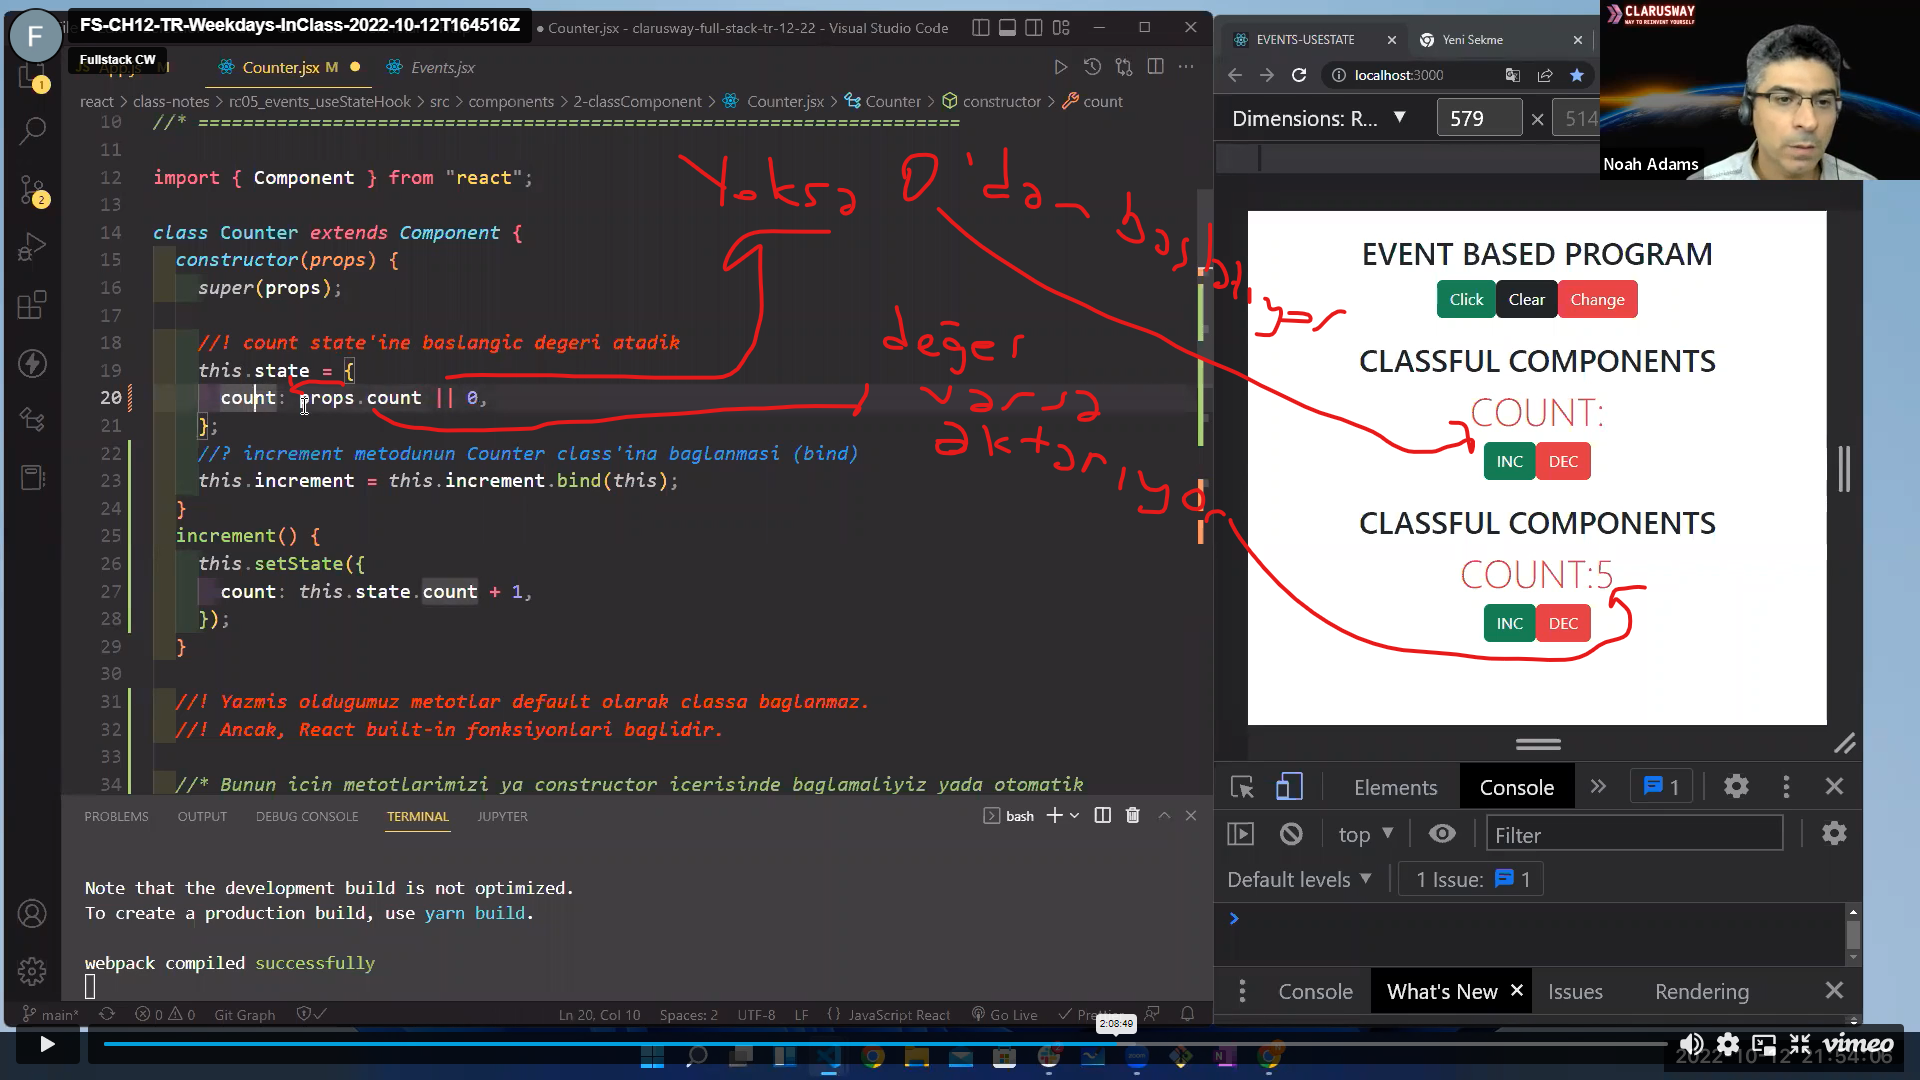 FS-CH12-TR-Weekdays-InClass-2022-10-12T164516Z
Fullstack CW
F
Counter.jsx - clarusway-full-stack-tr-12-22 - Visual Studio Code
App.js M
Counter.jsx M
Events.jsx
react > class-notes > rc05_events_useStateHook > src > components > 2-classComponent > Counter.jsx > Counter > constructor > count
10 //* ====================================================================
11
12 import { Component } from "react";
13
14 class Counter extends Component {
15 constructor(props) {
16 super(props);
17
18 //! count state'ine baslangic degeri atadik
19 this.state = {
20 count: props.count || 0,
21 };
22 //? increment metodunun Counter class'ina baglanmasi (bind)
23 this.increment = this.increment.bind(this);
24 }
25 increment() {
26 this.setState({
27 count: this.state.count + 1,
28 });
29 }
30
31 //! Yazmis oldugumuz metotlar default olarak classa baglanmaz.
32 //! Ancak, React built-in fonksiyonlari baglidir.
33
34 //* Bunun icin metotlarimizi ya constructor icerisinde baglamaliyiz yada otomatik
Yoksa 0'dan başlatıyor
değer
varsa
aktarıyor
1
2
PROBLEMS OUTPUT DEBUG CONSOLE TERMINAL JUPYTER
bash
Note that the development build is not optimized.
To create a production build, use yarn build.
webpack compiled successfully
main* 0 0 Git Graph
Ln 20, Col 10 Spaces: 2 UTF-8 LF {} JavaScript React Go Live
2:08:49
EVENTS-USESTATE
Yeni Sekme
localhost:3000
Dimensions: R... 579 × 514
CLARUSWAY
WAY TO REINVENT YOURSELF
Noah Adams
EVENT BASED PROGRAM
Click Clear Change
CLASSFUL COMPONENTS
COUNT:
INC DEC
CLASSFUL COMPONENTS
COUNT:5
INC DEC
Elements Console 1
top Filter
Default levels 1 Issue: 1
Console What's New Issues Rendering
vimeo
2022-10-12 21:54:06